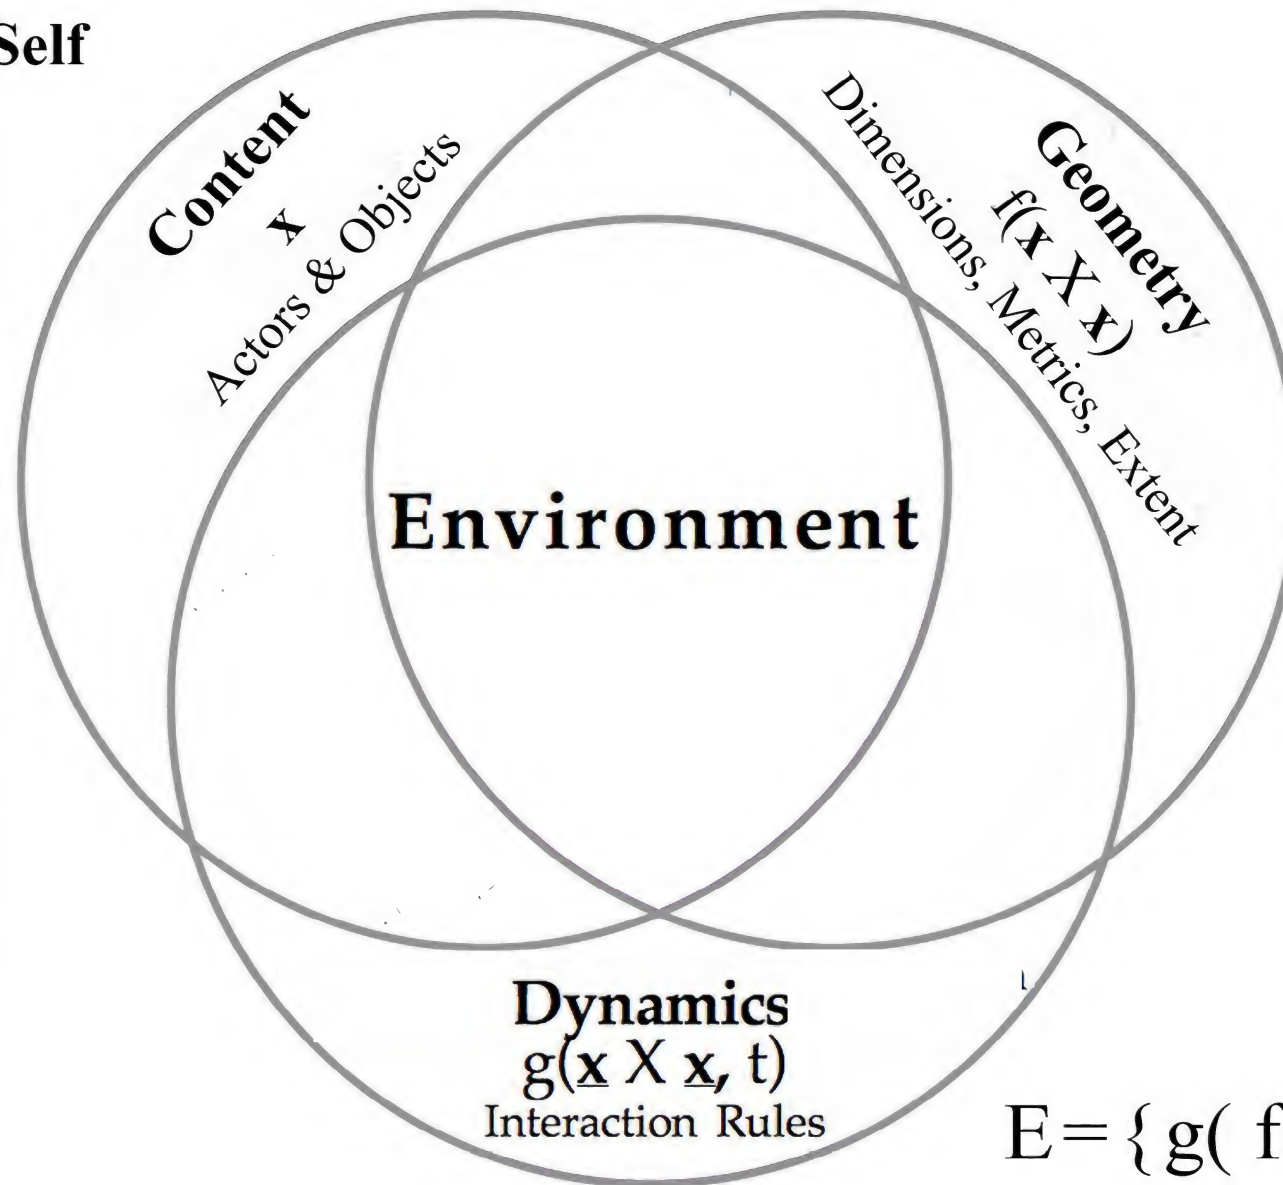 Self
Content
x
Actors & Objects
Geometry
f(x X x)
Dimensions, Metrics, Extent
Environment
Dynamics
g(x X x, t)
Interaction Rules
E={g( f